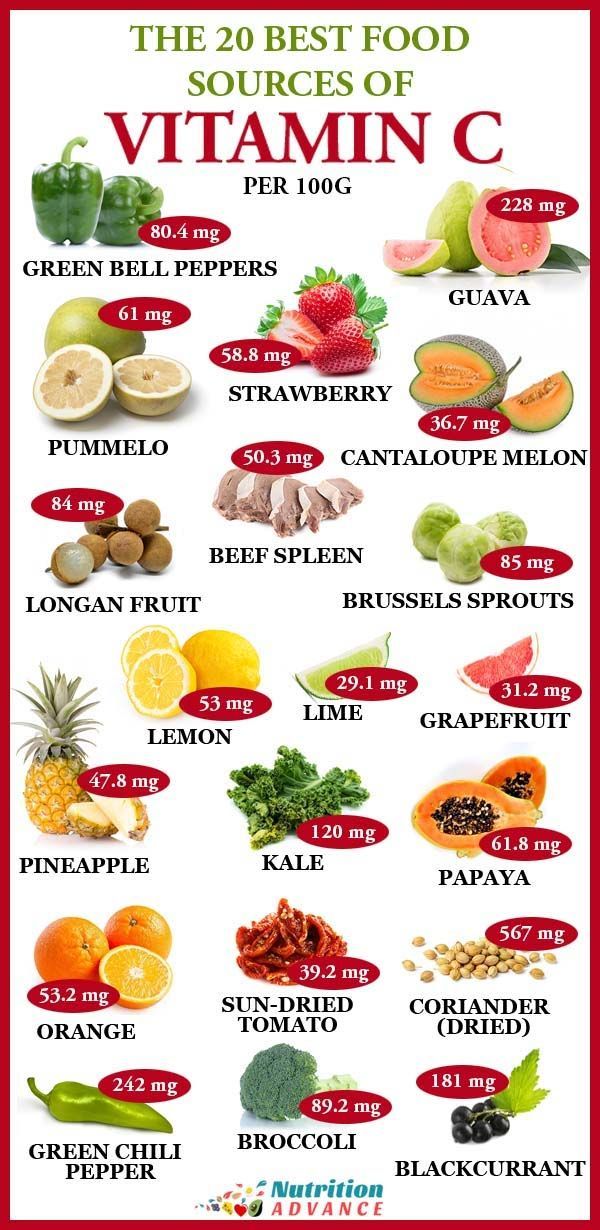 THE 20 BEST FOOD
SOURCES OF
VITAMIN C
PER 100G
80.4 mg
GREEN BELL PEPPERS
228 mg
GUAVA
61 mg
PUMMELO
58.8 mg
STRAWBERRY
36.7 mg
CANTALOUPE MELON
84 mg
LONGAN FRUIT
50.3 mg
BEEF SPLEEN
85 mg
BRUSSELS SPROUTS
53 mg
LEMON
29.1 mg
LIME
31.2 mg
GRAPEFRUIT
47.8 mg
PINEAPPLE
120 mg
KALE
61.8 mg
PAPAYA
53.2 mg
ORANGE
39.2 mg
SUN-DRIED
TOMATO
567 mg
CORIANDER
(DRIED)
242 mg
GREEN CHILI
PEPPER
89.2 mg
BROCCOLI
181 mg
BLACKCURRANT
Nutrition
ADVANCE